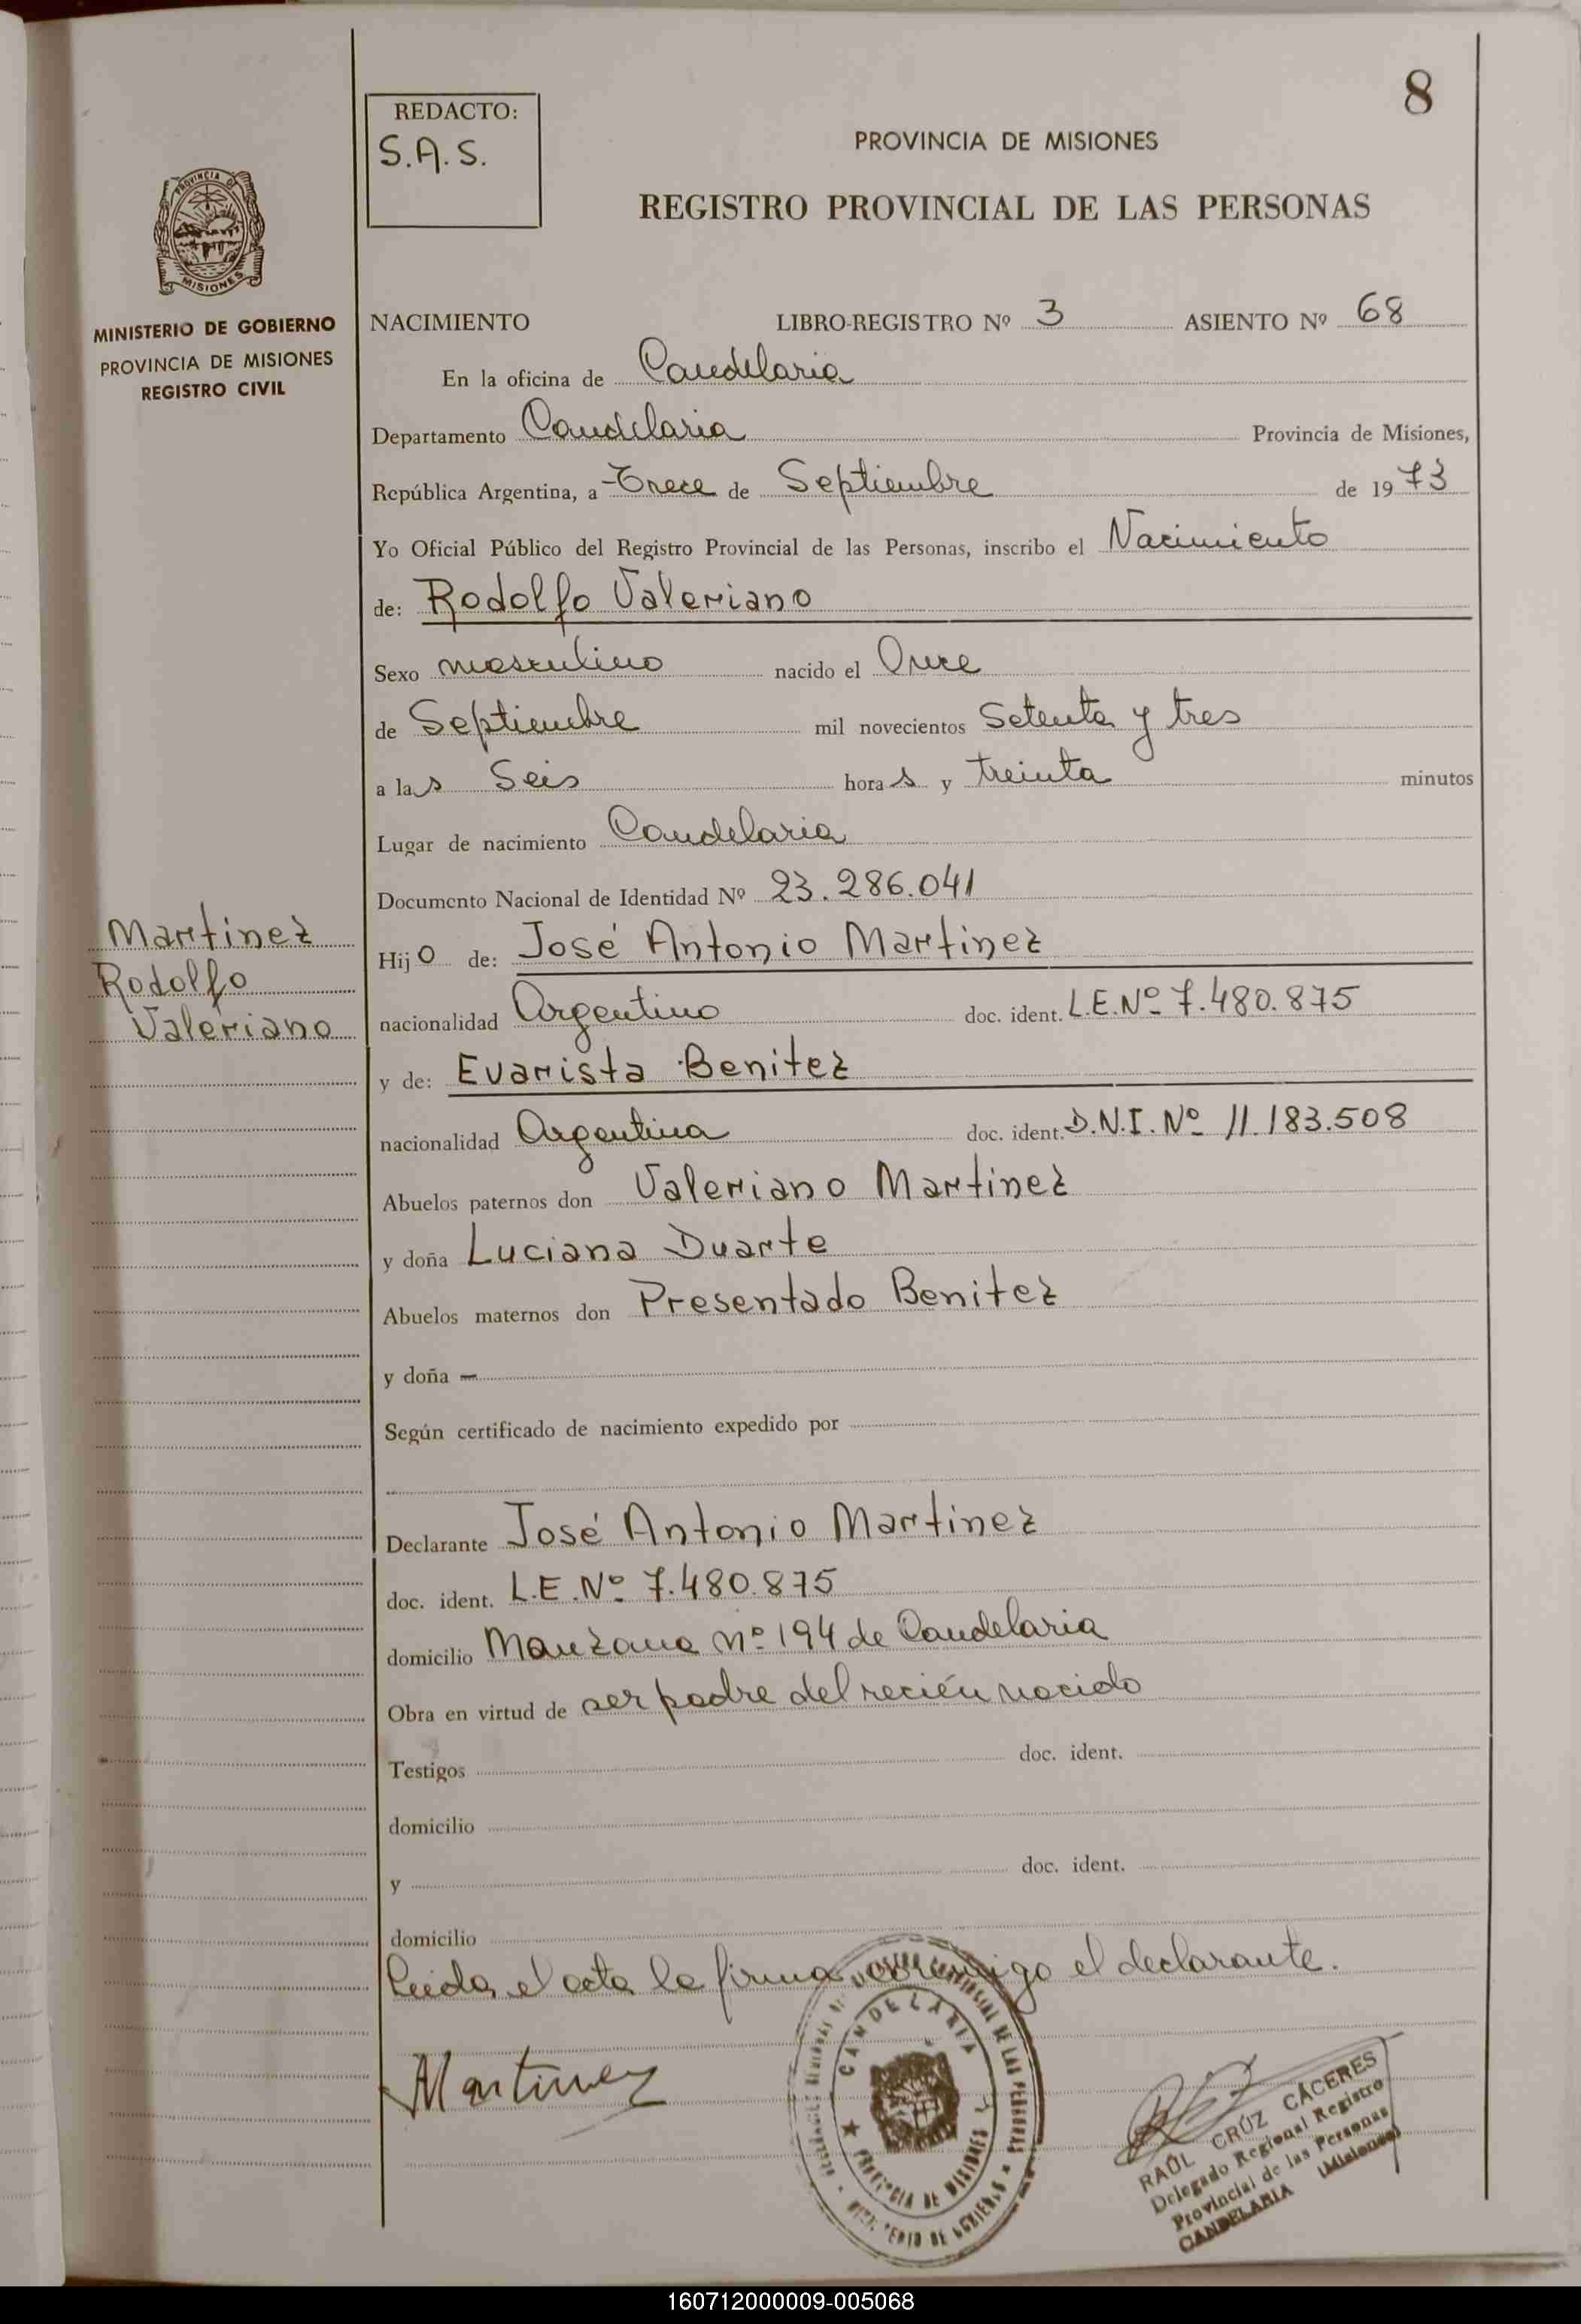 8
REDACTO:
S.A.S.
PROVINCIA DE MISIONES
REGISTRO PROVINCIAL DE LAS PERSONAS
PROVINCIA D
MISIONES
MINISTERIO DE GOBIERNO
PROVINCIA DE MISIONES
REGISTRO CIVIL
NACIMIENTO LIBRO-REGISTRO Nº 3 ASIENTO Nº 68
En la oficina de Candelaria
Departamento Candelaria Provincia de Misiones,
República Argentina, a Trece de Septiembre de 1973
Yo Oficial Público del Registro Provincial de las Personas, inscribo el Nacimiento
de: Rodolfo Valeriano
Sexo masculino nacido el Once
de Septiembre mil novecientos Setenta y tres
a las Seis horas y treinta minutos
Lugar de nacimiento Candelaria
Documento Nacional de Identidad Nº 23.286.041
Martinez
Rodolfo
Valeriano
Hijo de: José Antonio Martinez
nacionalidad Argentino doc. ident. L.E.Nº 7.480.875
y de: Evarista Benitez
nacionalidad Argentina doc. ident. D.N.I. Nº 11.183.508
Abuelos paternos don Valeriano Martinez
y doña Luciana Duarte
Abuelos maternos don Presentado Benitez
y doña —
Según certificado de nacimiento expedido por
Declarante José Antonio Martinez
doc. ident. L.E.Nº 7.480.875
domicilio Manzana nº 194 de Candelaria
Obra en virtud de ser padre del recién nacido
Testigos doc. ident.
domicilio
y doc. ident.
domicilio
Leída el acta la firma conmigo el declarante.
Martinez
CANDELARIA
PROVINCIA DE MISIONES
RAÚL CRÚZ CÁCERES
Delegado Regional Registro
Provincial de las Personas
CANDELARIA (Misiones)
160712000009-005068